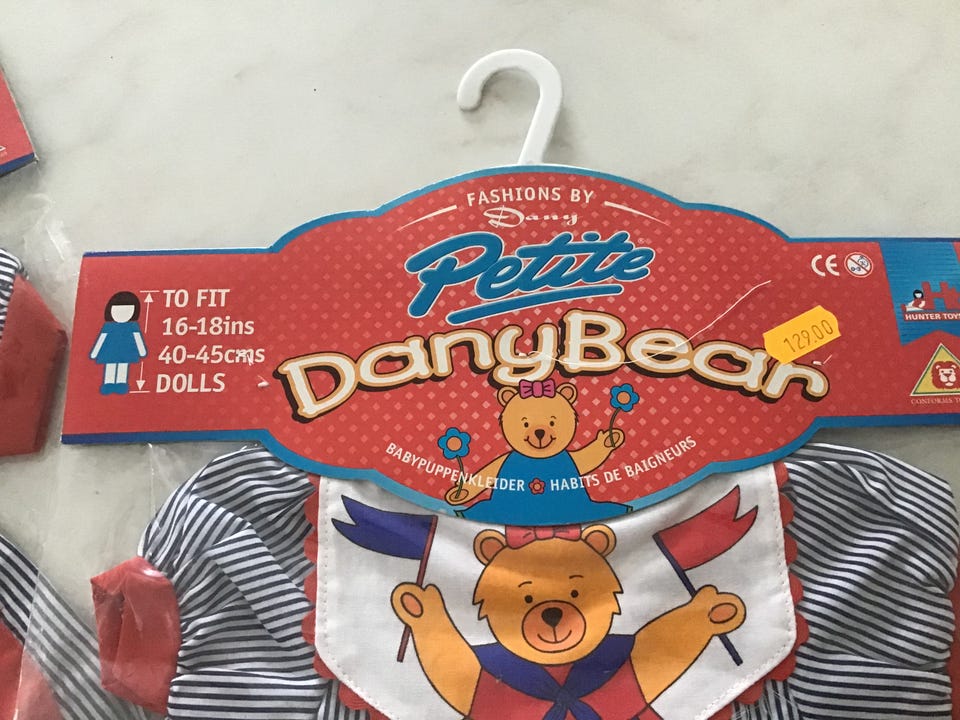 FASHIONS BY
Dany
Petite
DanyBear
TO FIT
16-18ins
40-45cms
DOLLS
BABYPUPPENKLEIDER HABITS DE BAIGNEURS
129.00
CE
HUNTER TOYS
CONFORMS